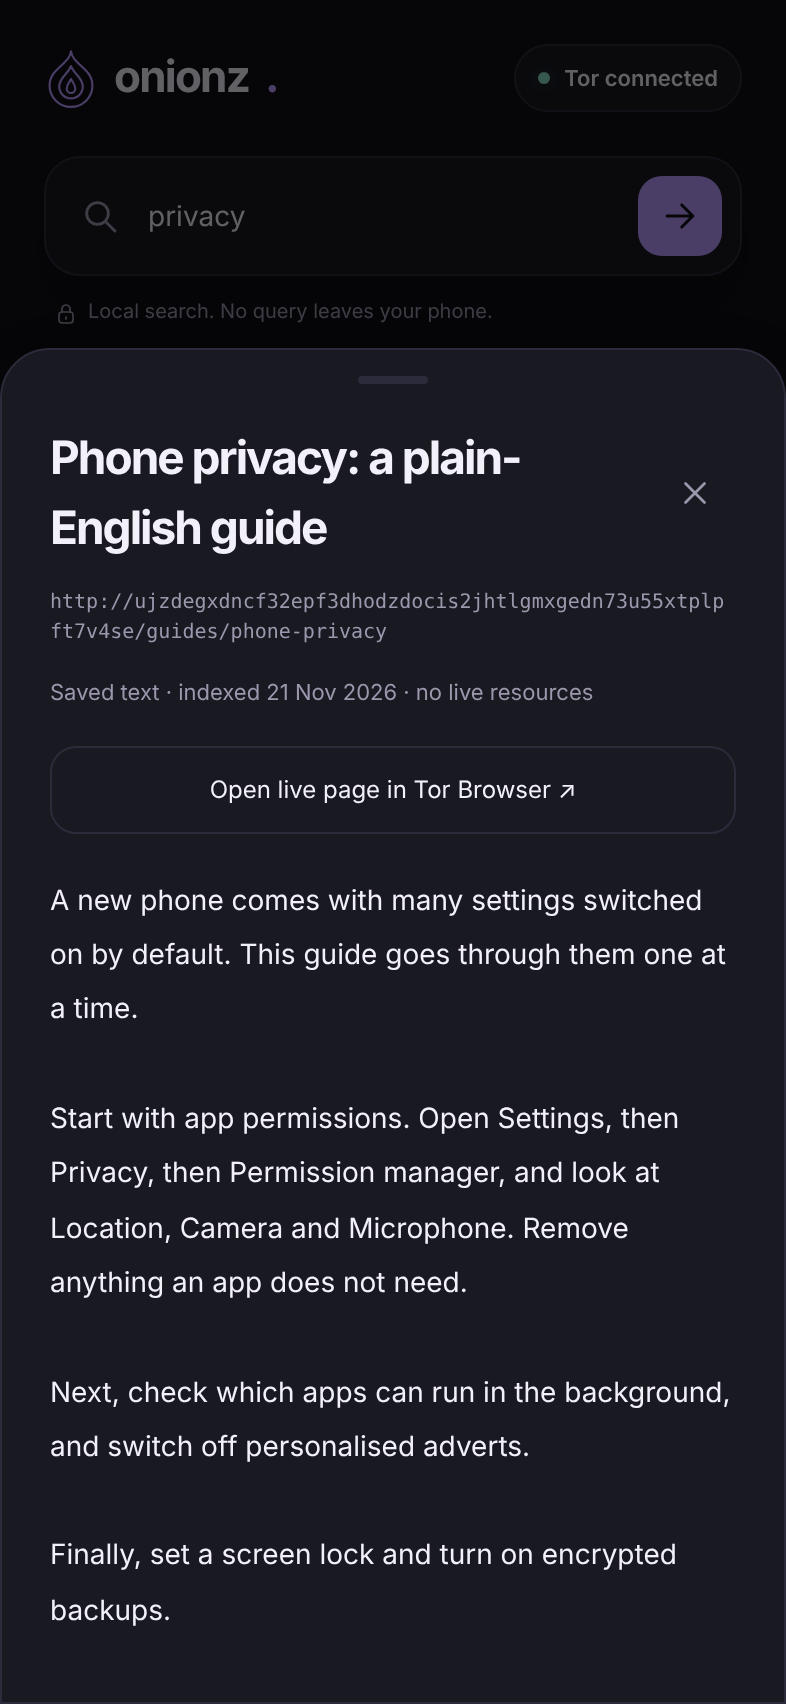 onionz .
Tor connected
privacy
Local search. No query leaves your phone.
Phone privacy: a plain-
English guide
http://ujzdegxdncf32epf3dhodzdocis2jhtlgmxgedn73u55xtplp
ft7v4se/guides/phone-privacy
Saved text · indexed 21 Nov 2026 · no live resources
Open live page in Tor Browser ↗
A new phone comes with many settings switched
on by default. This guide goes through them one at
a time.
Start with app permissions. Open Settings, then
Privacy, then Permission manager, and look at
Location, Camera and Microphone. Remove
anything an app does not need.
Next, check which apps can run in the background,
and switch off personalised adverts.
Finally, set a screen lock and turn on encrypted
backups.